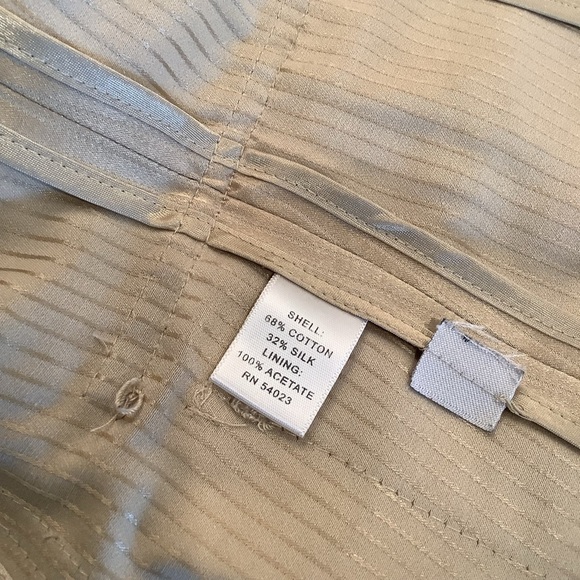 SHELL:
68% COTTON
32% SILK
LINING:
100% ACETATE
RN 54023